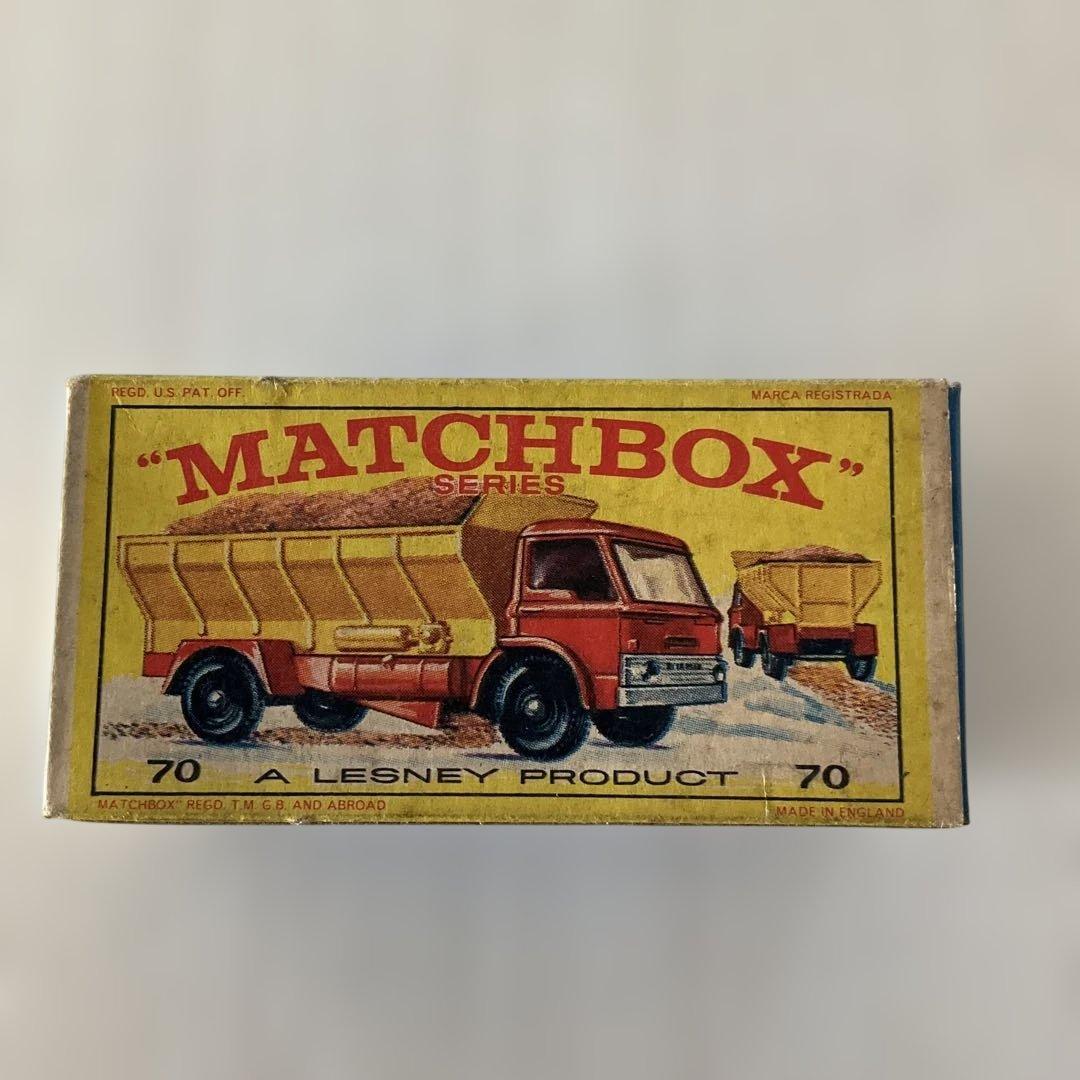 REGD. U.S. PAT. OFF. MARCA REGISTRADA
"MATCHBOX"
SERIES
70 A LESNEY PRODUCT 70
MATCHBOX" REGD. T.M. G.B. AND ABROAD MADE IN ENGLAND